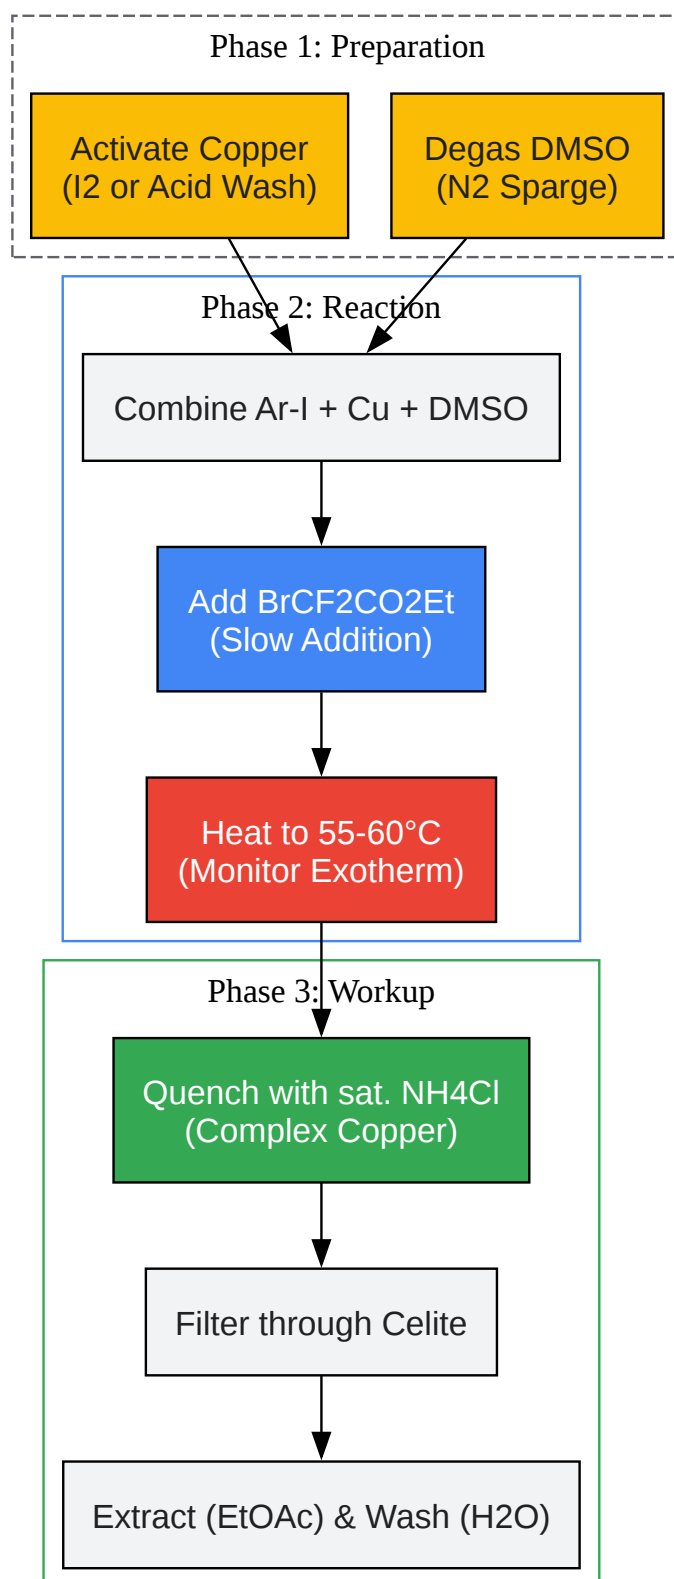 Phase 1: Preparation
Activate Copper
(I2 or Acid Wash)
Degas DMSO
(N2 Sparge)
Phase 2: Reaction
Combine Ar-I + Cu + DMSO
Add BrCF2CO2Et
(Slow Addition)
Heat to 55-60°C
(Monitor Exotherm)
Phase 3: Workup
Quench with sat. NH4Cl
(Complex Copper)
Filter through Celite
Extract (EtOAc) & Wash (H2O)